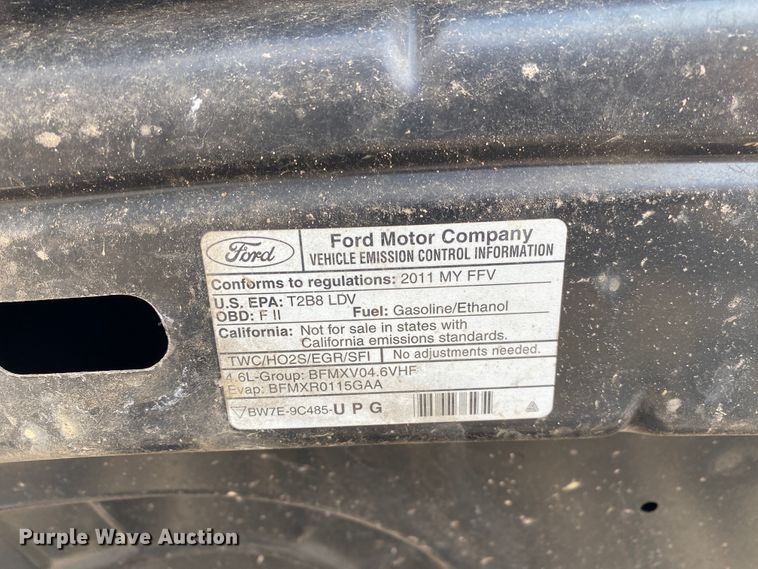 Ford
Ford Motor Company
VEHICLE EMISSION CONTROL INFORMATION
Conforms to regulations: 2011 MY FFV
U.S. EPA: T2B8 LDV
OBD: F II Fuel: Gasoline/Ethanol
California: Not for sale in states with
California emissions standards.
TWC/HO2S/EGR/SFI No adjustments needed.
4.6L-Group: BFMXV04.6VHF
Evap: BFMXR0115GAA
BW7E-9C485-U P G
Purple Wave Auction